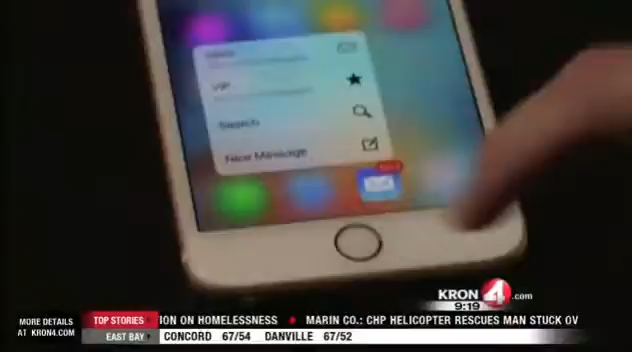 VIP
Search
New Message
KRON 4.com
9:19
MORE DETAILS
AT KRON4.COM
TOP STORIES ION ON HOMELESSNESS • MARIN CO.: CHP HELICOPTER RESCUES MAN STUCK OV
EAST BAY CONCORD 67/54 DANVILLE 67/52